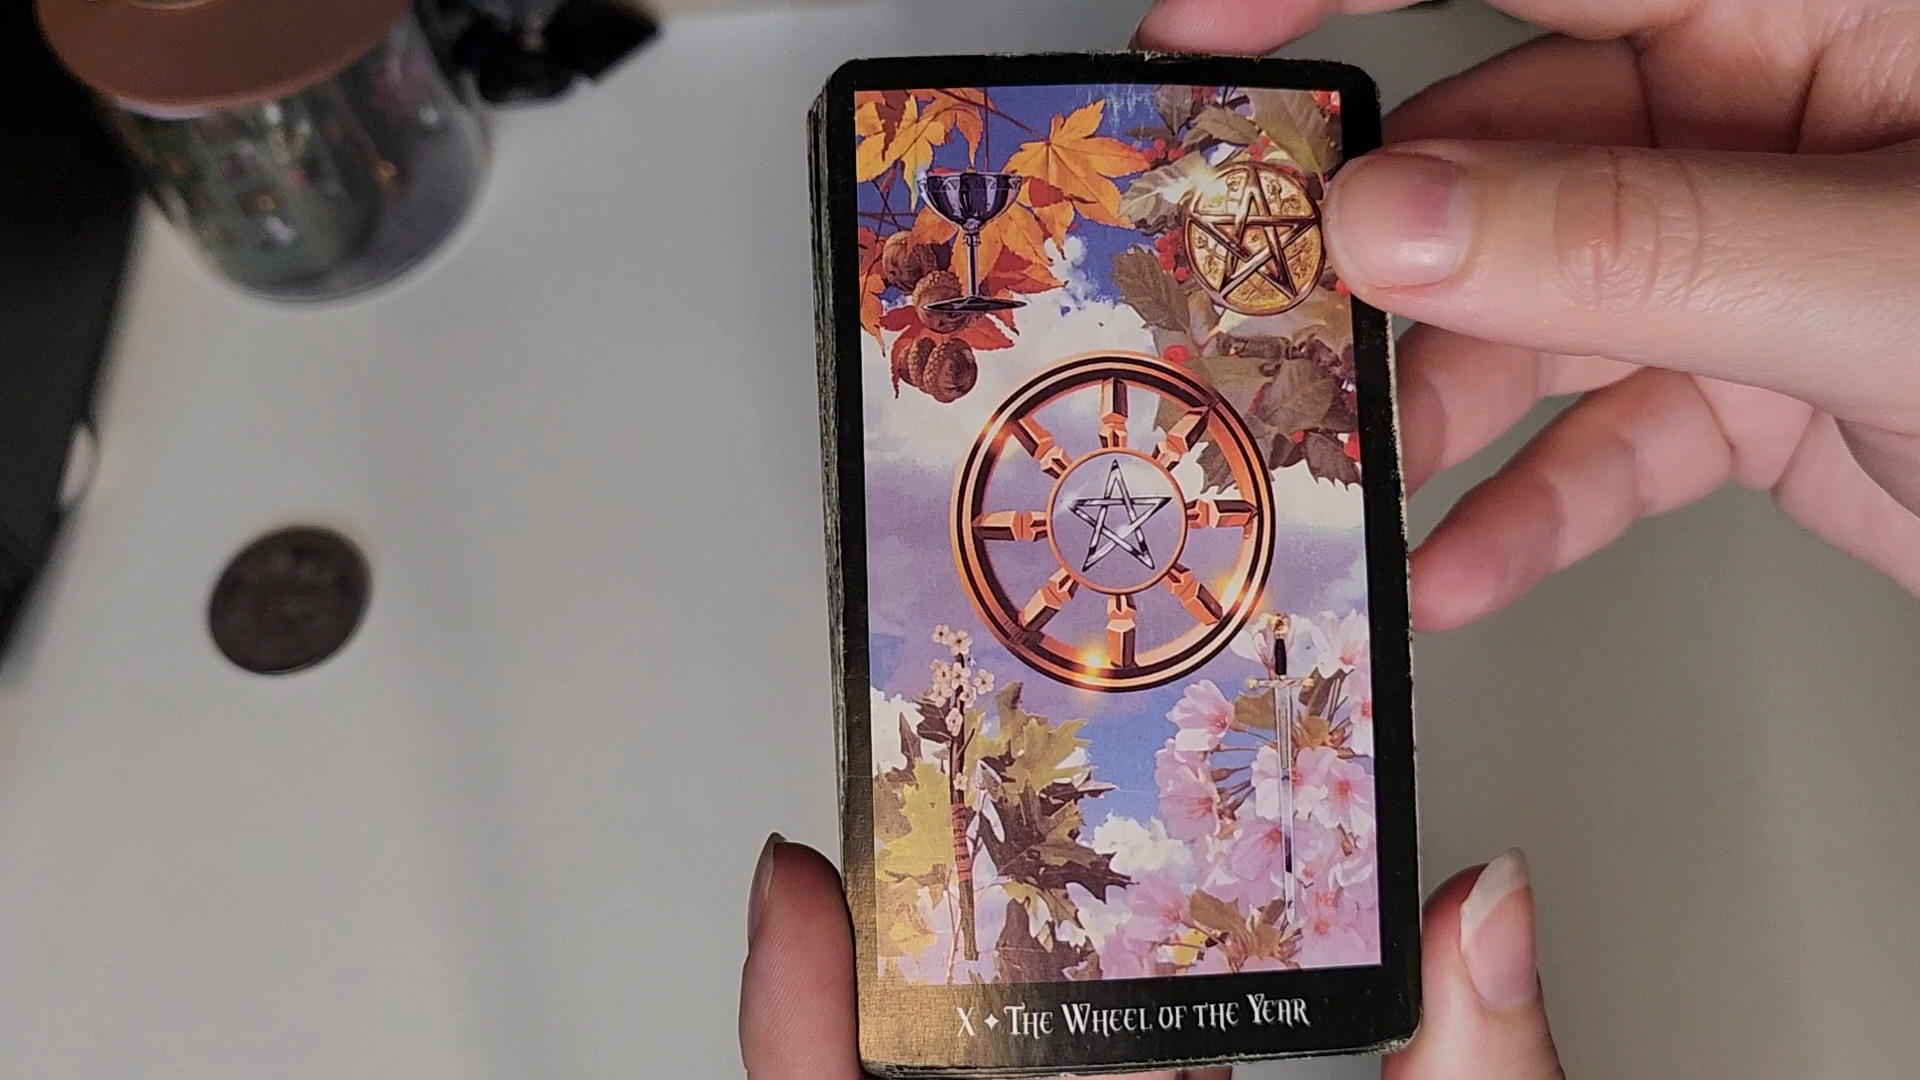 X ✦ The Wheel of the Year